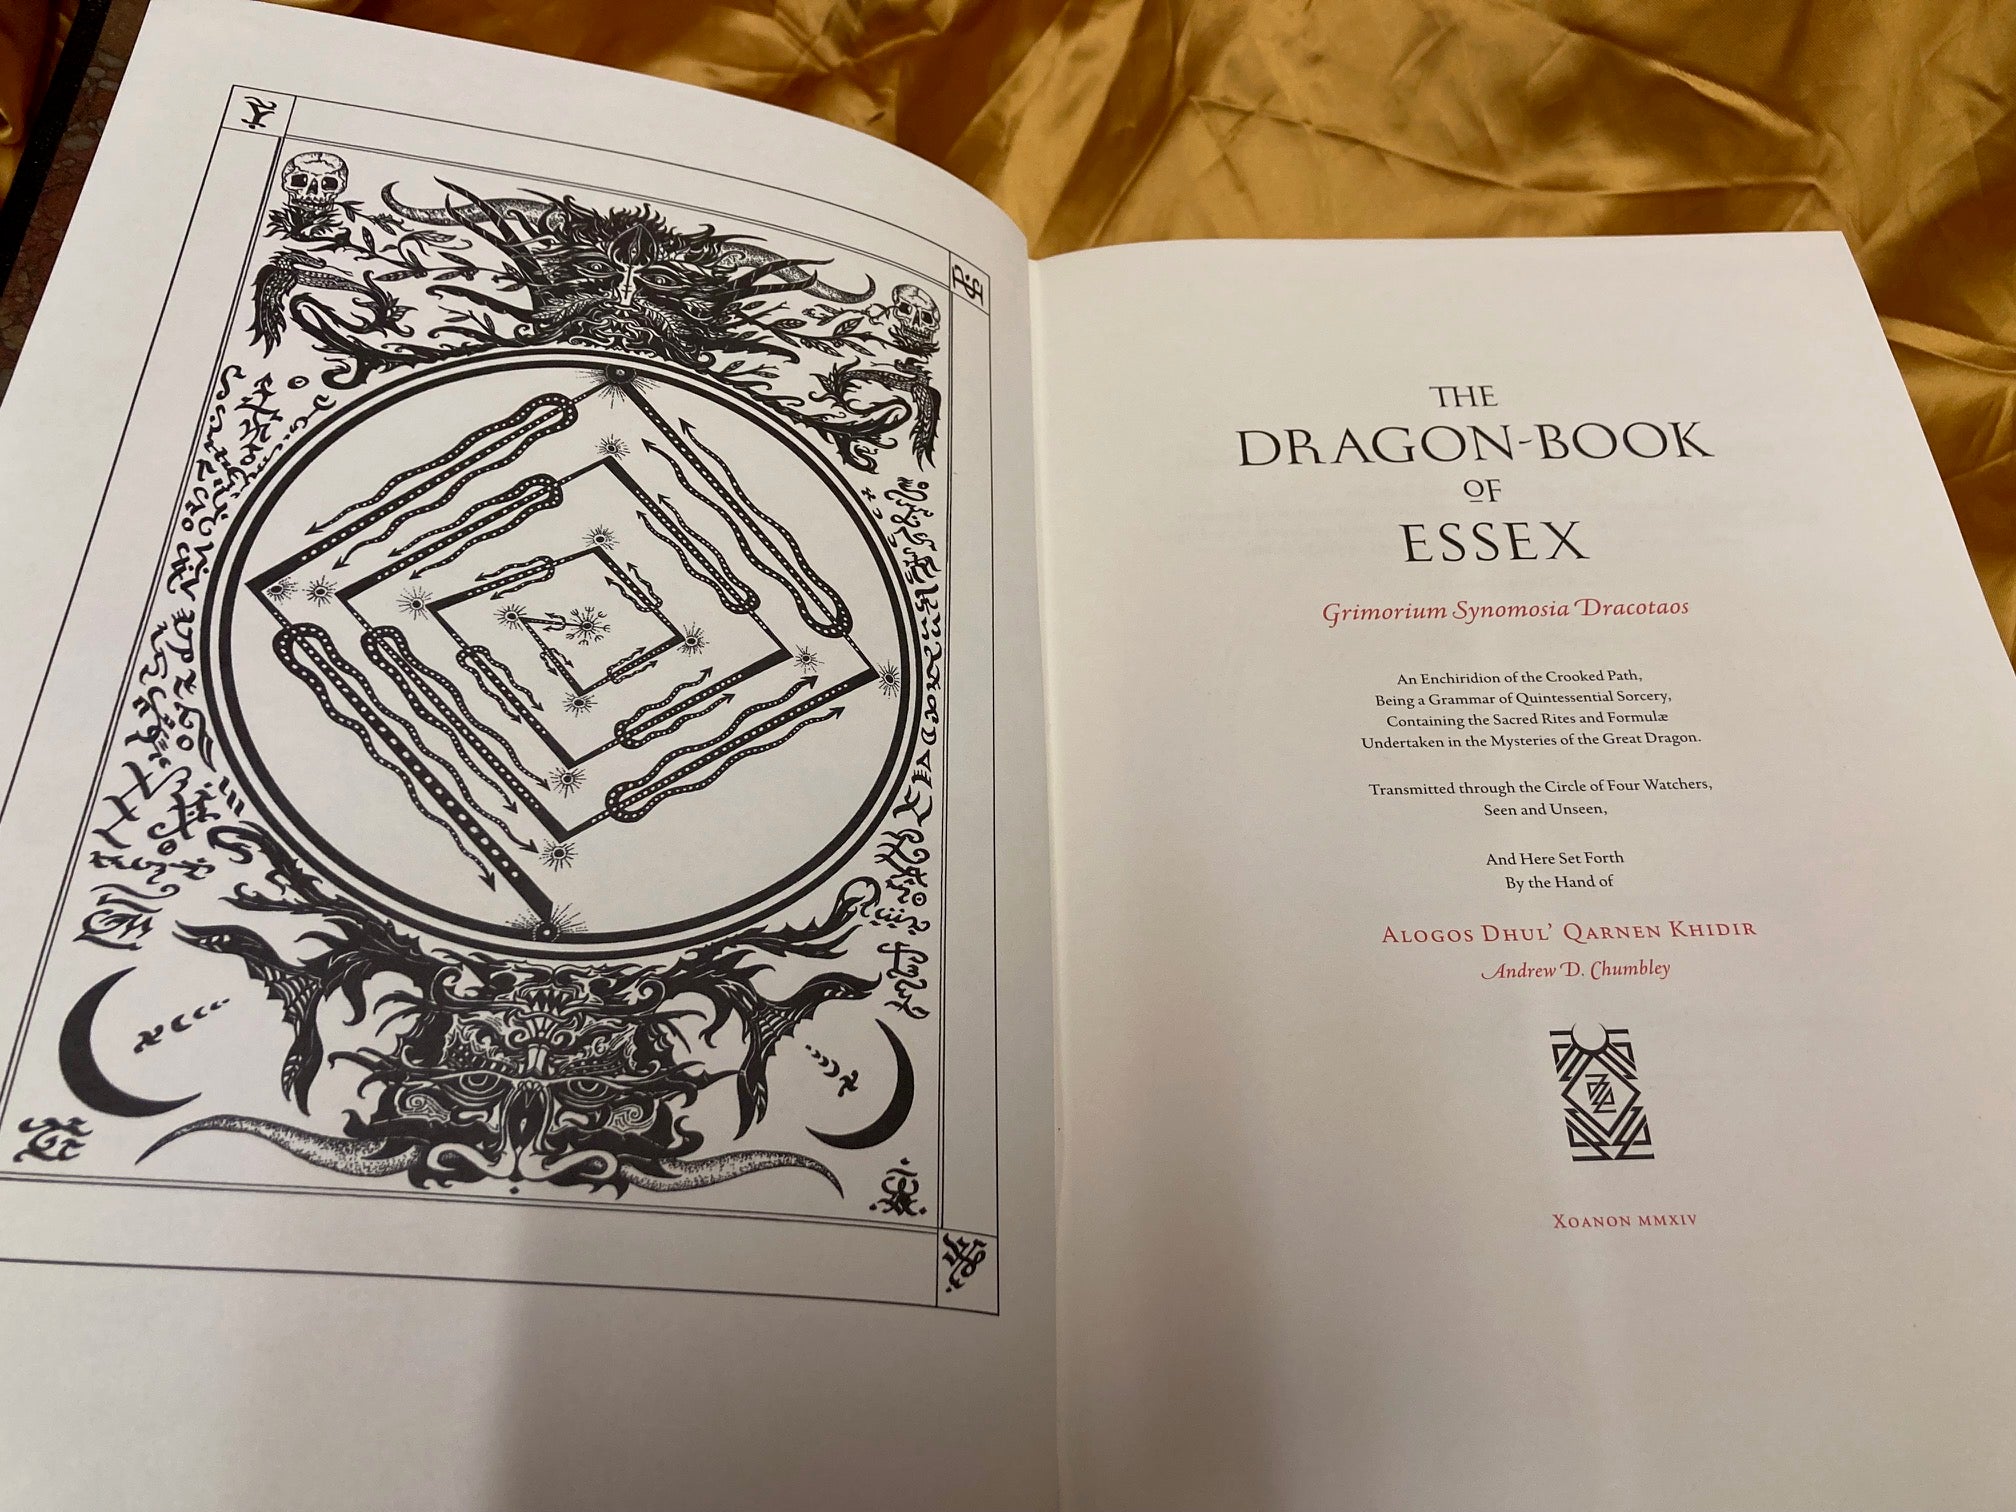 THE
DRAGON-BOOK
OF
ESSEX
Grimorium Synomosia Dracotaos
An Enchiridion of the Crooked Path,
Being a Grammar of Quintessential Sorcery,
Containing the Sacred Rites and Formulæ
Undertaken in the Mysteries of the Great Dragon.
Transmitted through the Circle of Four Watchers,
Seen and Unseen,
And Here Set Forth
By the Hand of
Alogos Dhul’ Qarnen Khidir
Andrew D. Chumbley
Xoanon MMXIV